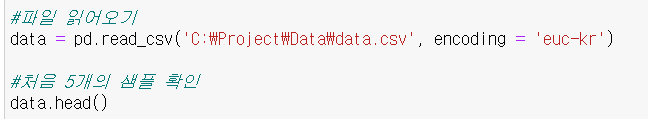 #파일 읽어오기
data = pd.read_csv('C:₩Project₩Data₩data.csv', encoding = 'euc-kr')
#처음 5개의 샘플 확인
data.head()